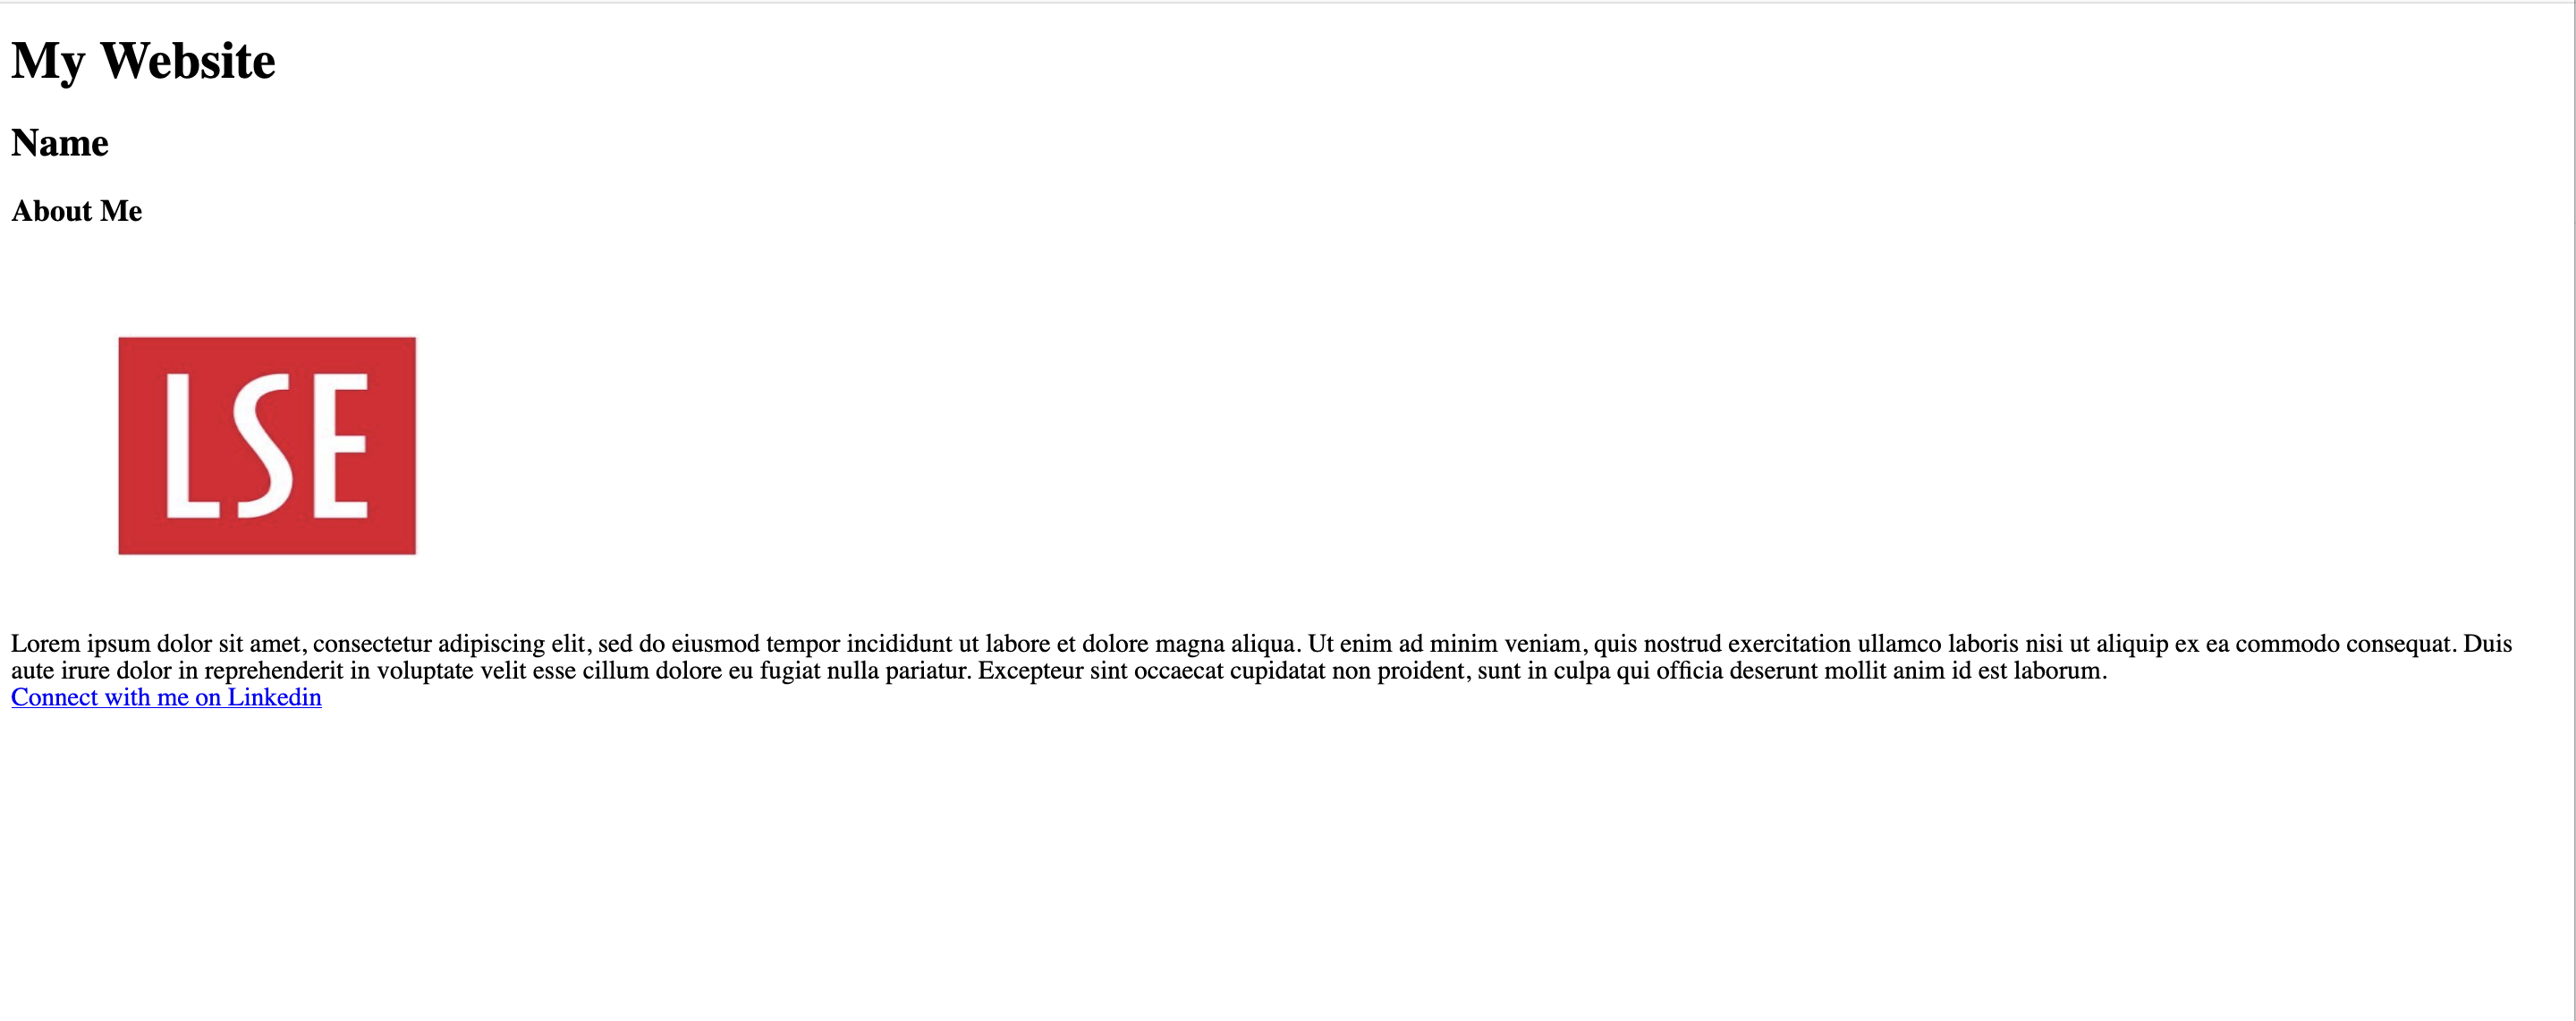 My Website
Name
About Me
LSE
Lorem ipsum dolor sit amet, consectetur adipiscing elit, sed do eiusmod tempor incididunt ut labore et dolore magna aliqua. Ut enim ad minim veniam, quis nostrud exercitation ullamco laboris nisi ut aliquip ex ea commodo consequat. Duis
aute irure dolor in reprehenderit in voluptate velit esse cillum dolore eu fugiat nulla pariatur. Excepteur sint occaecat cupidatat non proident, sunt in culpa qui officia deserunt mollit anim id est laborum.
Connect with me on Linkedin